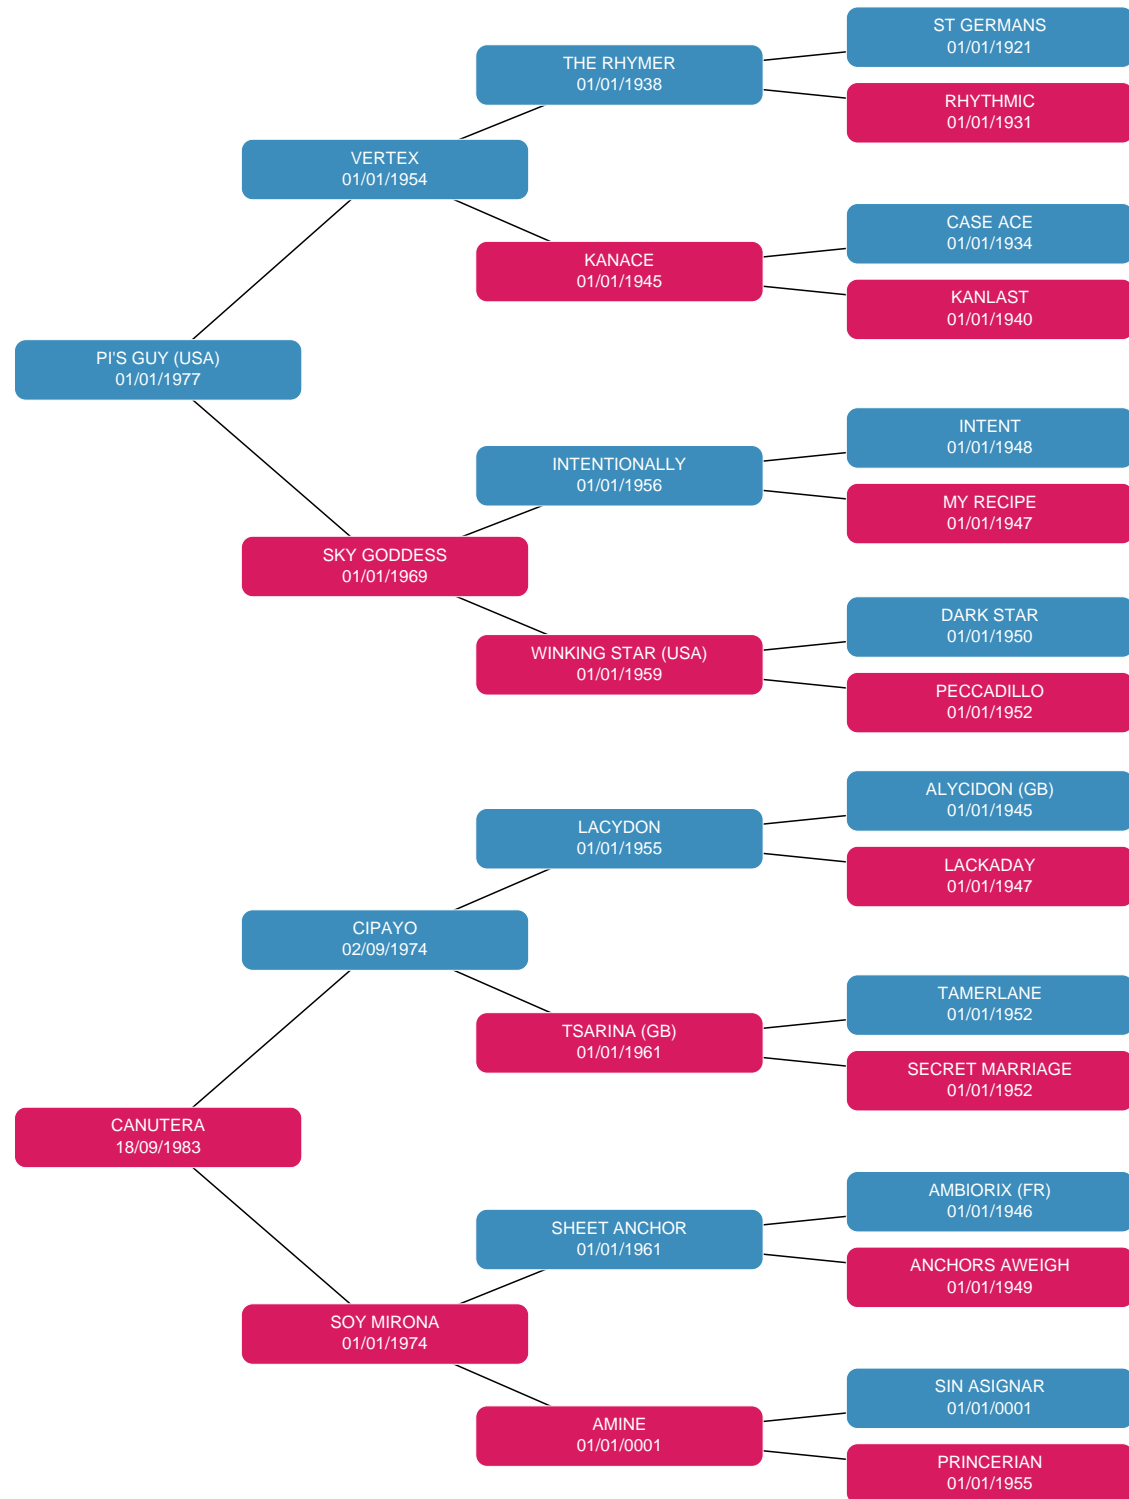 ST GERMANS
01/01/1921
THE RHYMER
01/01/1938
RHYTHMIC
01/01/1931
VERTEX
01/01/1954
CASE ACE
01/01/1934
KANACE
01/01/1945
KANLAST
01/01/1940
PI'S GUY (USA)
01/01/1977
INTENT
01/01/1948
INTENTIONALLY
01/01/1956
MY RECIPE
01/01/1947
SKY GODDESS
01/01/1969
DARK STAR
01/01/1950
WINKING STAR (USA)
01/01/1959
PECCADILLO
01/01/1952
ALYCIDON (GB)
01/01/1945
LACYDON
01/01/1955
LACKADAY
01/01/1947
CIPAYO
02/09/1974
TAMERLANE
01/01/1952
TSARINA (GB)
01/01/1961
SECRET MARRIAGE
01/01/1952
CANUTERA
18/09/1983
AMBIORIX (FR)
01/01/1946
SHEET ANCHOR
01/01/1961
ANCHORS AWEIGH
01/01/1949
SOY MIRONA
01/01/1974
SIN ASIGNAR
01/01/0001
AMINE
01/01/0001
PRINCERIAN
01/01/1955